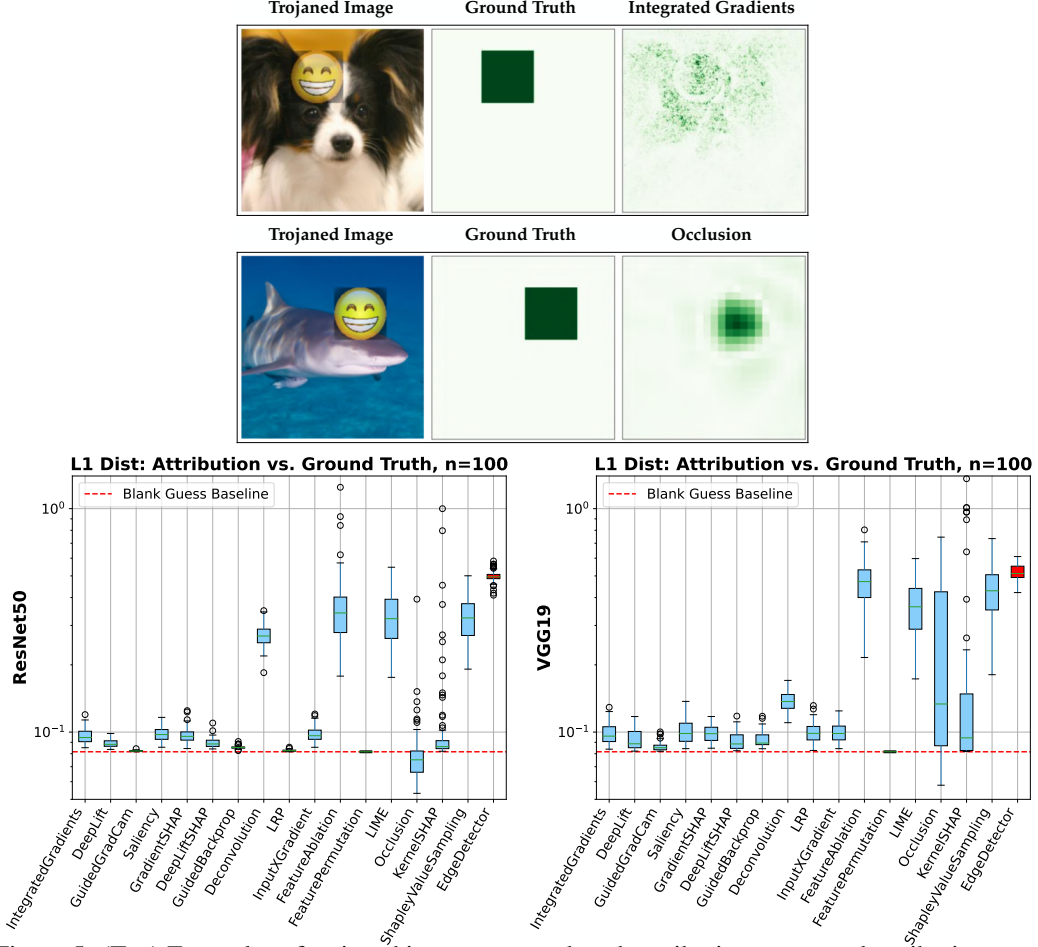 Trojaned Image Ground Truth Integrated Gradients
Trojaned Image Ground Truth Occlusion
L1 Dist: Attribution vs. Ground Truth, n=100
Blank Guess Baseline
10⁰
10⁻¹
ResNet50
IntegratedGradients
DeepLift
GuidedGradCam
Saliency
GradientSHAP
DeepLiftSHAP
GuidedBackprop
Deconvolution
LRP
InputXGradient
FeatureAblation
FeaturePermutation
LIME
Occlusion
KernelSHAP
ShapleyValueSampling
EdgeDetector
L1 Dist: Attribution vs. Ground Truth, n=100
Blank Guess Baseline
10⁰
10⁻¹
VGG19
IntegratedGradients
DeepLift
GuidedGradCam
Saliency
GradientSHAP
DeepLiftSHAP
GuidedBackprop
Deconvolution
LRP
InputXGradient
FeatureAblation
FeaturePermutation
LIME
Occlusion
KernelSHAP
ShapleyValueSampling
EdgeDetector